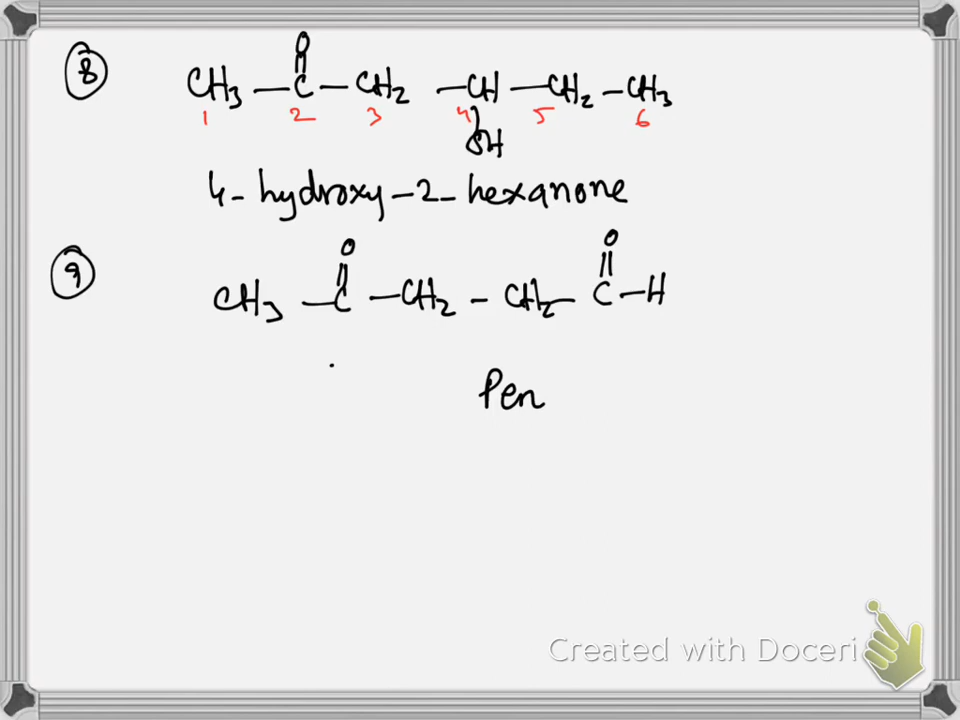 8
O
CH3 — C — CH2 — CH — CH2 — CH3
1 2 3 4 5 6
OH
4-hydroxy-2-hexanone
9
O O
CH3 — C — CH2 — CH2 — C — H
Pen
Created with Doceri